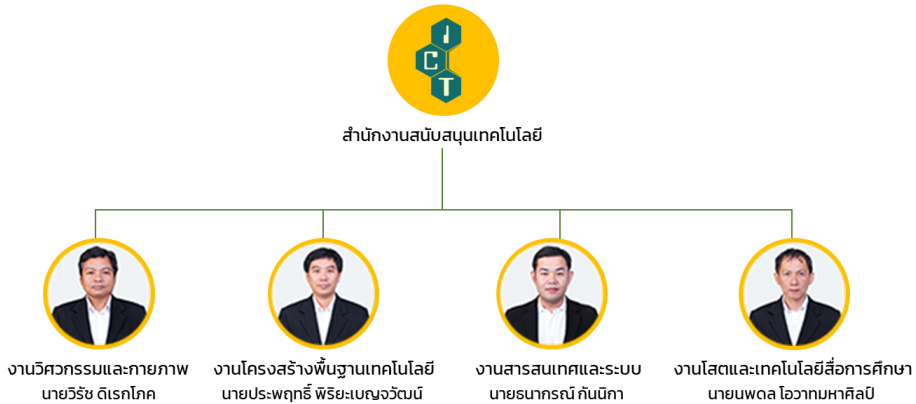 I
C
T
สำนักงานสนับสนุนเทคโนโลยี
งานวิศวกรรมและกายภาพ
นายวิรัช ดิเรกโภค
งานโครงสร้างพื้นฐานเทคโนโลยี
นายประพฤทธิ์ พิริยะเบญจวัฒน์
งานสารสนเทศและระบบ
นายธนากรณ์ กันนิกา
งานโสตและเทคโนโลยีสื่อการศึกษา
นายนพดล โอวาทมหาศิลป์